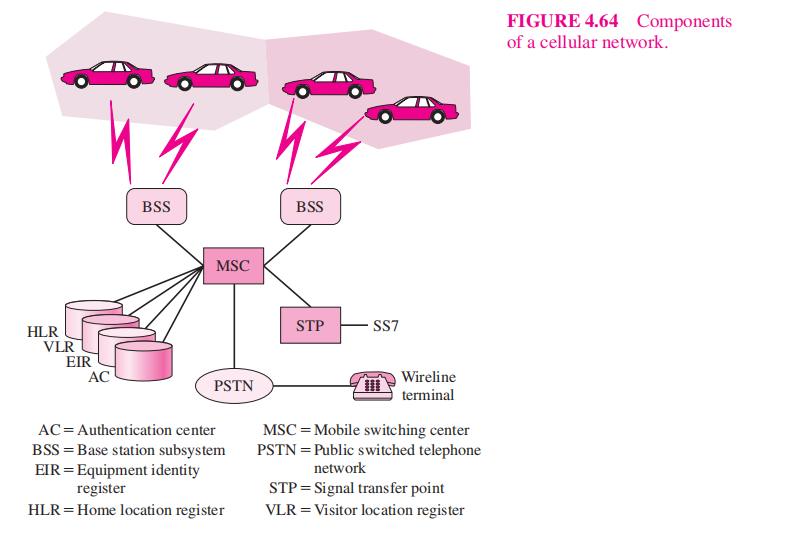 FIGURE 4.64 Components
of a cellular network.
BSS
BSS
MSC
HLR
VLR
EIR
AC
STP
SS7
PSTN
Wireline
terminal
AC = Authentication center
BSS = Base station subsystem
EIR = Equipment identity
register
HLR = Home location register
MSC = Mobile switching center
PSTN = Public switched telephone
network
STP = Signal transfer point
VLR = Visitor location register